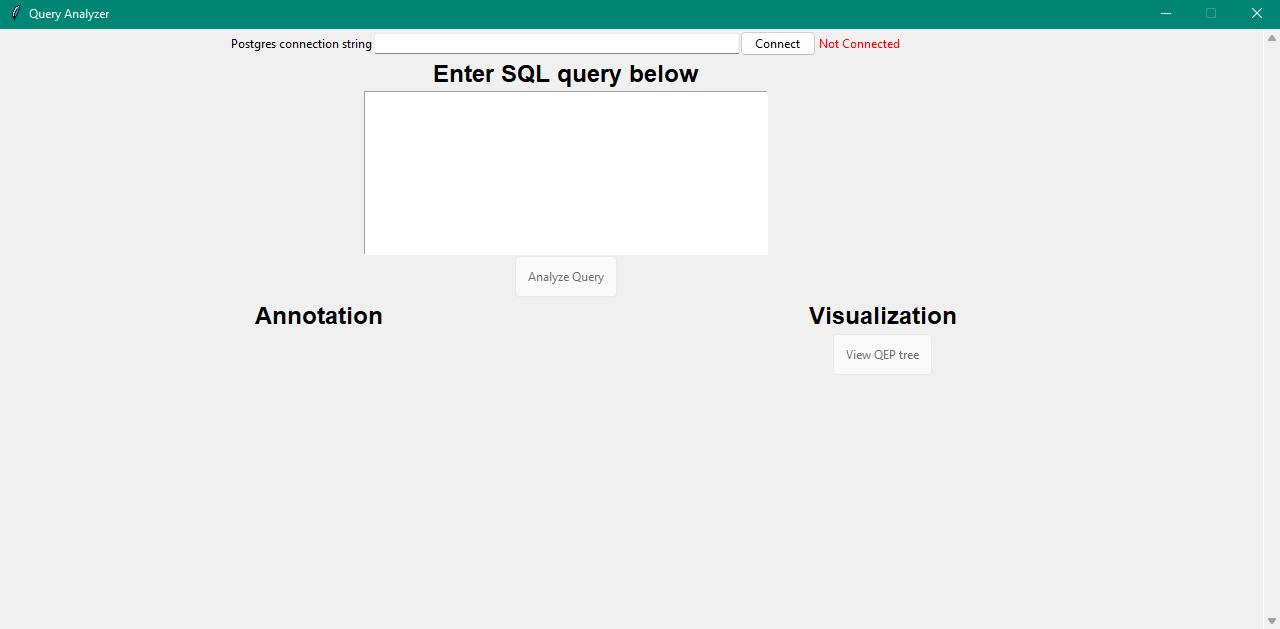 Query Analyzer
Postgres connection string Connect Not Connected
Enter SQL query below
Analyze Query
Annotation Visualization
View QEP tree